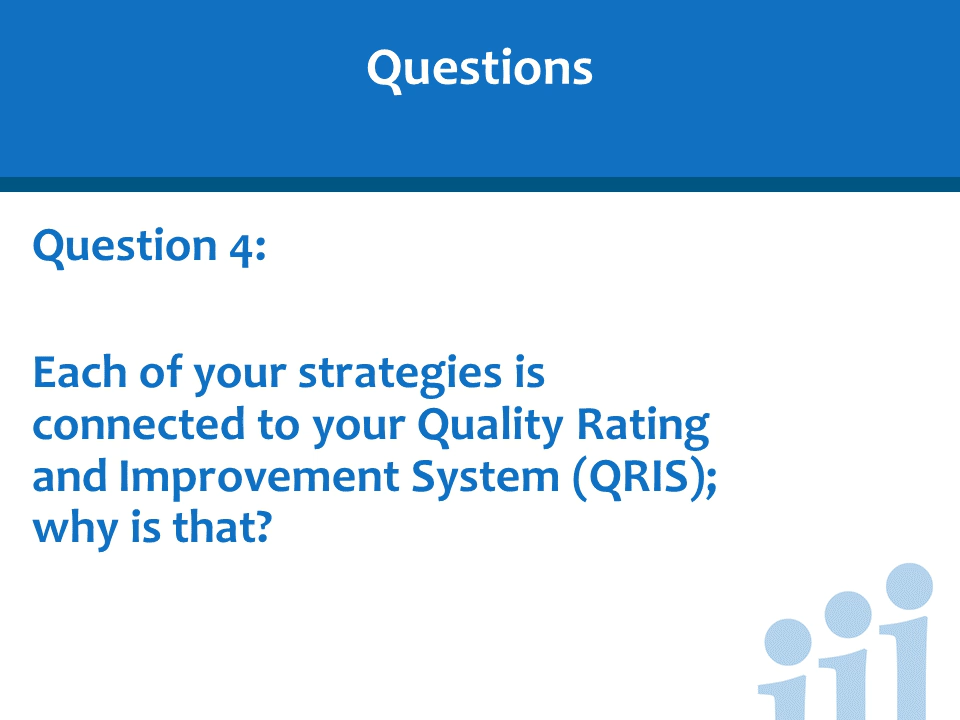 Questions
Question 4:
Each of your strategies is
connected to your Quality Rating
and Improvement System (QRIS);
why is that?